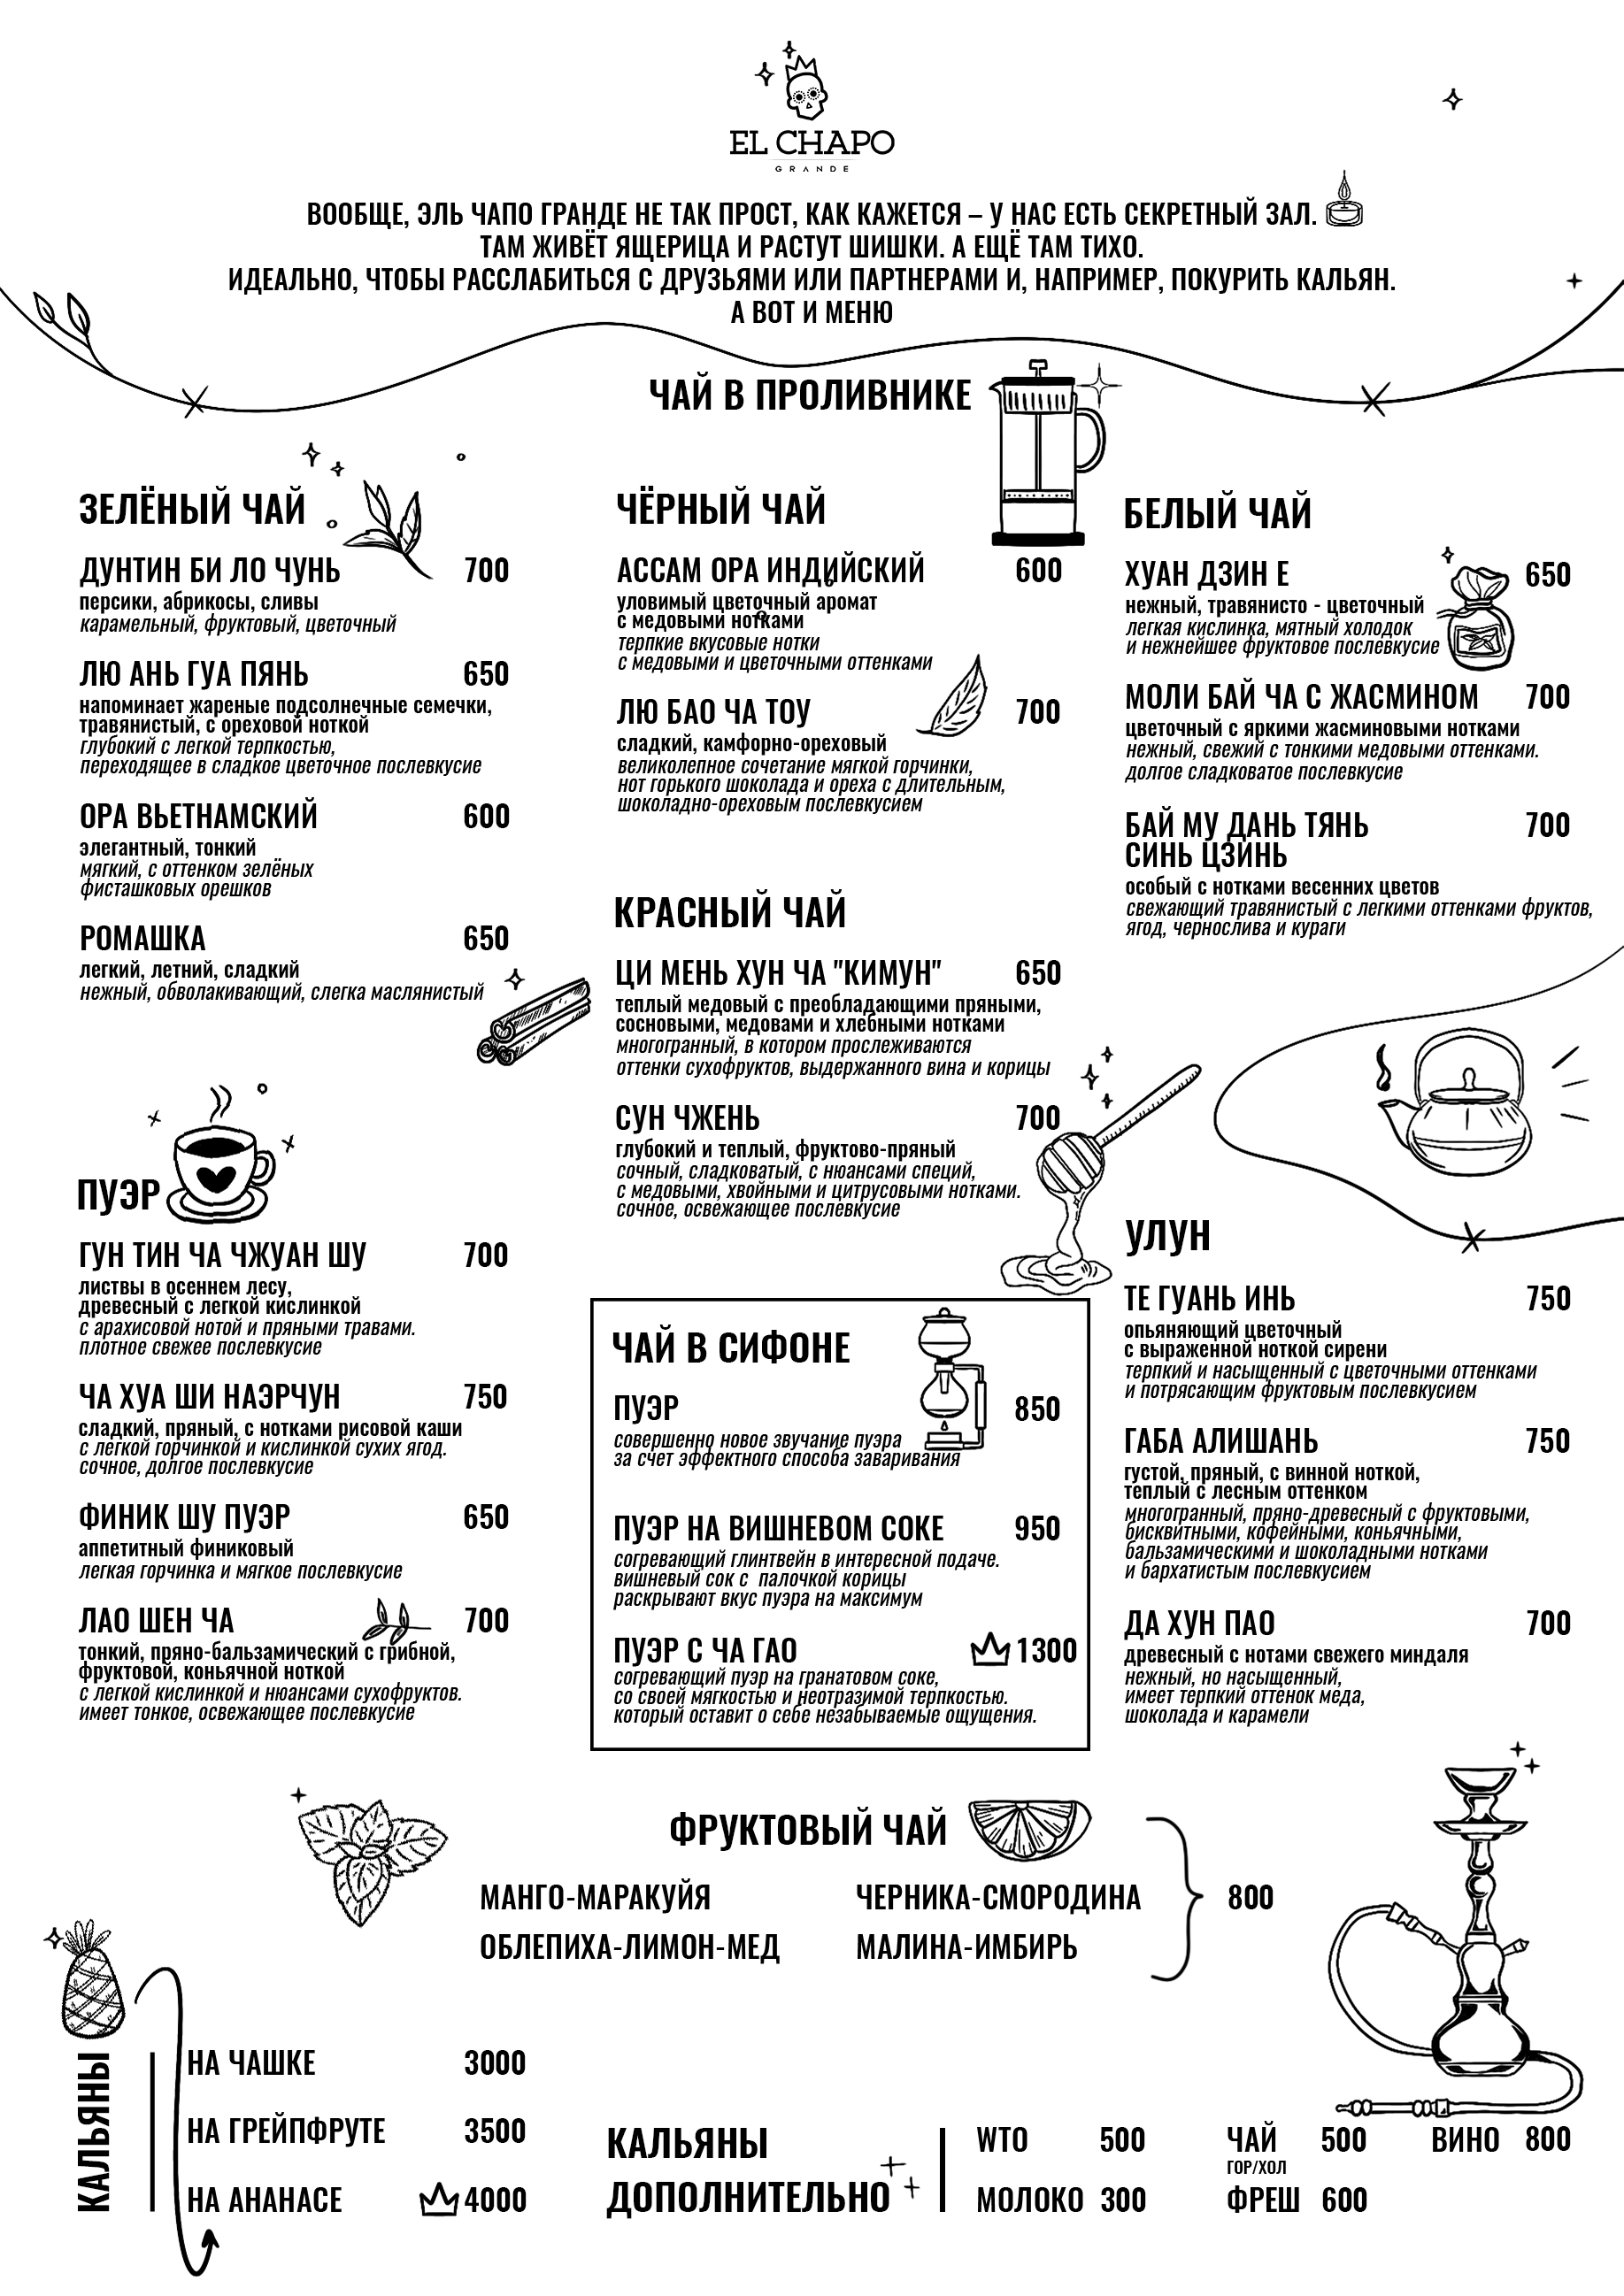 EL CHAPO
GRANDE
ВООБЩЕ, ЭЛЬ ЧАПО ГРАНДЕ НЕ ТАК ПРОСТ, КАК КАЖЕТСЯ – У НАС ЕСТЬ СЕКРЕТНЫЙ ЗАЛ.
ТАМ ЖИВЁТ ЯЩЕРИЦА И РАСТУТ ШИШКИ. А ЕЩЁ ТАМ ТИХО.
ИДЕАЛЬНО, ЧТОБЫ РАССЛАБИТЬСЯ С ДРУЗЬЯМИ ИЛИ ПАРТНЕРАМИ И, НАПРИМЕР, ПОКУРИТЬ КАЛЬЯН.
А ВОТ И МЕНЮ
ЧАЙ В ПРОЛИВНИКЕ
ЗЕЛЁНЫЙ ЧАЙ
ДУНТИН БИ ЛО ЧУНЬ 700
персики, абрикосы, сливы
карамельный, фруктовый, цветочный
ЛЮ АНЬ ГУА ПЯНЬ 650
напоминает жареные подсолнечные семечки,
травянистый, с ореховой ноткой
глубокий с легкой терпкостью,
переходящее в сладкое цветочное послевкусие
ОРА ВЬЕТНАМСКИЙ 600
элегантный, тонкий
мягкий, с оттенком зелёных
фисташковых орешков
РОМАШКА 650
легкий, летний, сладкий
нежный, обволакивающий, слегка маслянистый
ПУЭР
ГУН ТИН ЧА ЧЖУАН ШУ 700
листвы в осеннем лесу,
древесный с легкой кислинкой
с арахисовой нотой и пряными травами.
плотное свежее послевкусие
ЧА ХУА ШИ НАЭРЧУН 750
сладкий, пряный, с нотками рисовой каши
с легкой горчинкой и кислинкой сухих ягод.
сочное, долгое послевкусие
ФИНИК ШУ ПУЭР 650
аппетитный финиковый
легкая горчинка и мягкое послевкусие
ЛАО ШЕН ЧА 700
тонкий, пряно-бальзамический с грибной,
фруктовой, коньячной ноткой
с легкой кислинкой и нюансами сухофруктов.
имеет тонкое, освежающее послевкусие
ЧЁРНЫЙ ЧАЙ
АССАМ ОРА ИНДИЙСКИЙ 600
уловимый цветочный аромат
с медовыми нотками
терпкие вкусовые нотки
с медовыми и цветочными оттенками
ЛЮ БАО ЧА ТОУ 700
сладкий, камфорно-ореховый
великолепное сочетание мягкой горчинки,
нот горького шоколада и ореха с длительным,
шоколадно-ореховым послевкусием
КРАСНЫЙ ЧАЙ
ЦИ МЕНЬ ХУН ЧА "КИМУН" 650
теплый медовый с преобладающими пряными,
сосновыми, медовами и хлебными нотками
многогранный, в котором прослеживаются
оттенки сухофруктов, выдержанного вина и корицы
СУН ЧЖЕНЬ 700
глубокий и теплый, фруктово-пряный
сочный, сладковатый, с нюансами специй,
с медовыми, хвойными и цитрусовыми нотками.
сочное, освежающее послевкусие
ЧАЙ В СИФОНЕ
ПУЭР 850
совершенно новое звучание пуэра
за счет эффектного способа заваривания
ПУЭР НА ВИШНЕВОМ СОКЕ 950
согревающий глинтвейн в интересной подаче.
вишневый сок с палочкой корицы
раскрывают вкус пуэра на максимум
ПУЭР С ЧА ГАО 1300
согревающий пуэр на гранатовом соке,
со своей мягкостью и неотразимой терпкостью.
который оставит о себе незабываемые ощущения.
БЕЛЫЙ ЧАЙ
ХУАН ДЗИН Е 650
нежный, травянисто - цветочный
легкая кислинка, мятный холодок
и нежнейшее фруктовое послевкусие
МОЛИ БАЙ ЧА С ЖАСМИНОМ 700
цветочный с яркими жасминовыми нотками
нежный, свежий с тонкими медовыми оттенками.
долгое сладковатое послевкусие
БАЙ МУ ДАНЬ ТЯНЬ 700
СИНЬ ЦЗИНЬ
особый с нотками весенних цветов
свежающий травянистый с легкими оттенками фруктов,
ягод, чернослива и кураги
УЛУН
ТЕ ГУАНЬ ИНЬ 750
опьяняющий цветочный
с выраженной ноткой сирени
терпкий и насыщенный с цветочными оттенками
и потрясающим фруктовым послевкусием
ГАБА АЛИШАНЬ 750
густой, пряный, с винной ноткой,
теплый с лесным оттенком
многогранный, пряно-древесный с фруктовыми,
бисквитными, кофейными, коньячными,
бальзамическими и шоколадными нотками
и бархатистым послевкусием
ДА ХУН ПАО 700
древесный с нотами свежего миндаля
нежный, но насыщенный,
имеет терпкий оттенок меда,
шоколада и карамели
ФРУКТОВЫЙ ЧАЙ
МАНГО-МАРАКУЙЯ ЧЕРНИКА-СМОРОДИНА 800
ОБЛЕПИХА-ЛИМОН-МЕД МАЛИНА-ИМБИРЬ
КАЛЬЯНЫ
НА ЧАШКЕ 3000
НА ГРЕЙПФРУТЕ 3500
НА АНАНАСЕ 4000
КАЛЬЯНЫ
ДОПОЛНИТЕЛЬНО
WTO 500
МОЛОКО 300
ЧАЙ 500
ГОР/ХОЛ
ФРЕШ 600
ВИНО 800